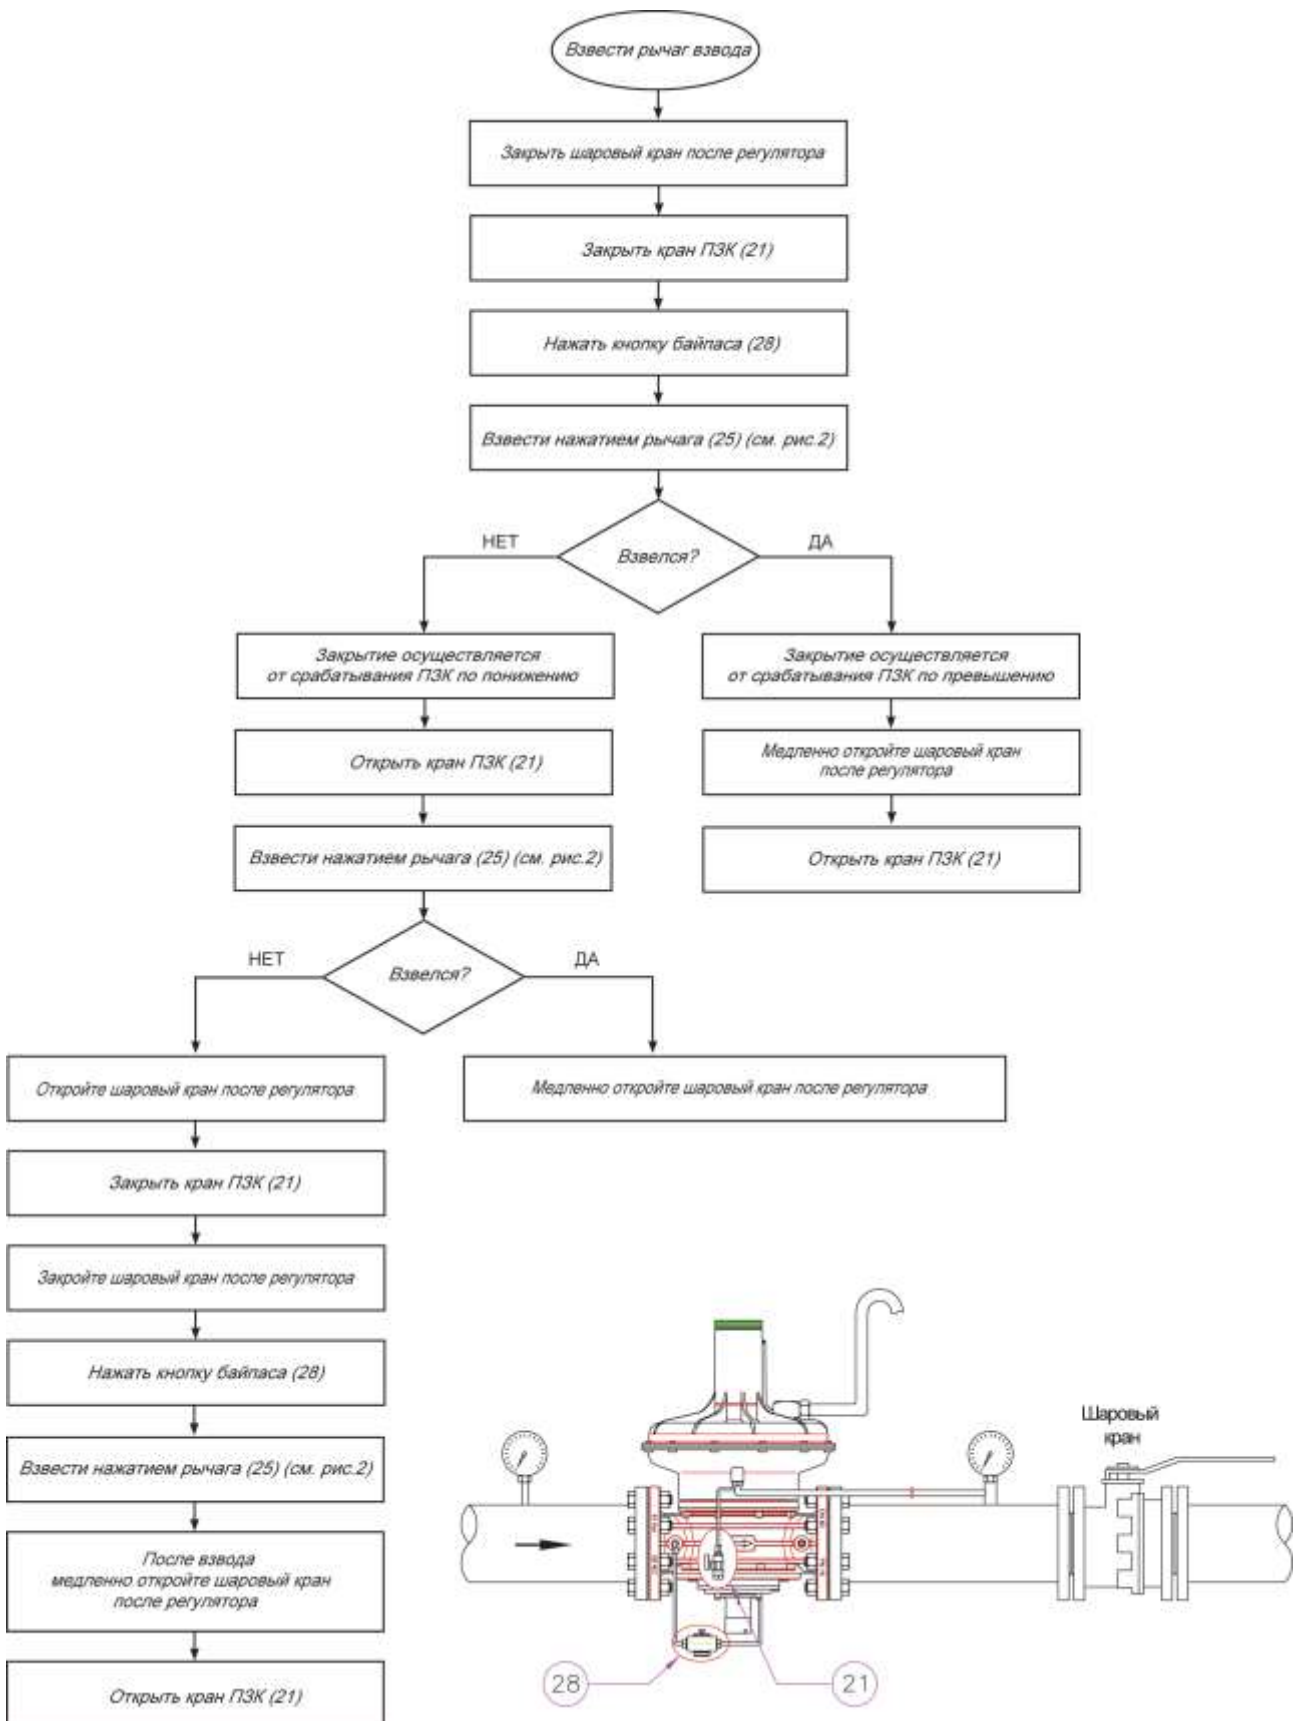 Взвести рычаг взвода
Закрыть шаровый кран после регулятора
Закрыть кран ПЗК (21)
Нажать кнопку байпаса (28)
Взвести нажатием рычага (25) (см. рис.2)
НЕТ
Взвелся?
ДА
Закрытие осуществляется
от срабатывания ПЗК по понижению
Закрытие осуществляется
от срабатывания ПЗК по превышению
Открыть кран ПЗК (21)
Медленно откройте шаровый кран
после регулятора
Взвести нажатием рычага (25) (см. рис.2)
Открыть кран ПЗК (21)
НЕТ
Взвелся?
ДА
Откройте шаровый кран после регулятора
Медленно откройте шаровый кран после регулятора
Закрыть кран ПЗК (21)
Закройте шаровый кран после регулятора
Нажать кнопку байпаса (28)
Взвести нажатием рычага (25) (см. рис.2)
После взвода
медленно откройте шаровый кран
после регулятора
Открыть кран ПЗК (21)
Шаровый
кран
28
21